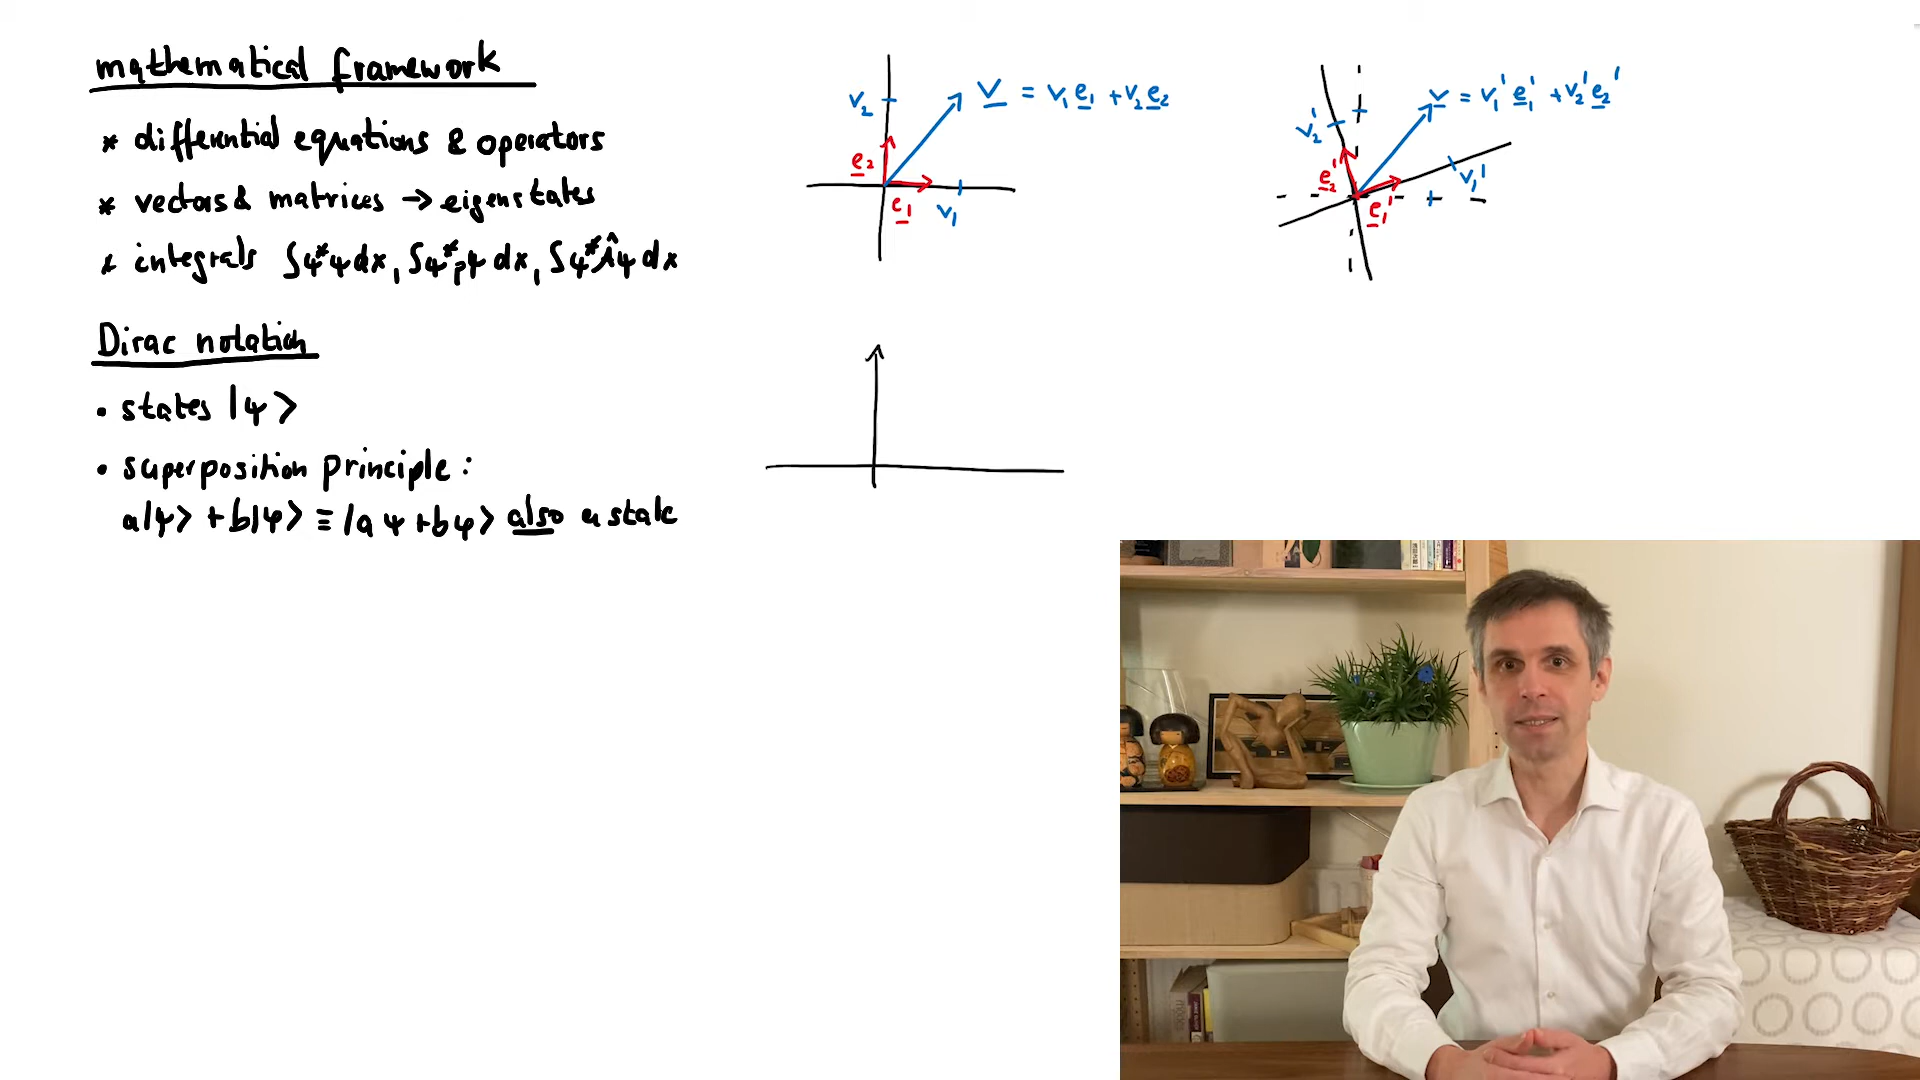 mathematical framework
* differential equations & operators
* vectors & matrices → eigenstates
* integrals ∫ψ*ψdx, ∫ψ*pψdx, ∫ψ*Âψdx
Dirac notation
• states |ψ>
• superposition principle:
a|ψ> + b|φ> ≡ |aψ+bφ> also a state
v₂
v = v₁e₁ + v₂e₂
e₂
e₁
v₁
v = v₁'e₁' + v₂'e₂'
v₂'
e₂'
v₁'
e₁'